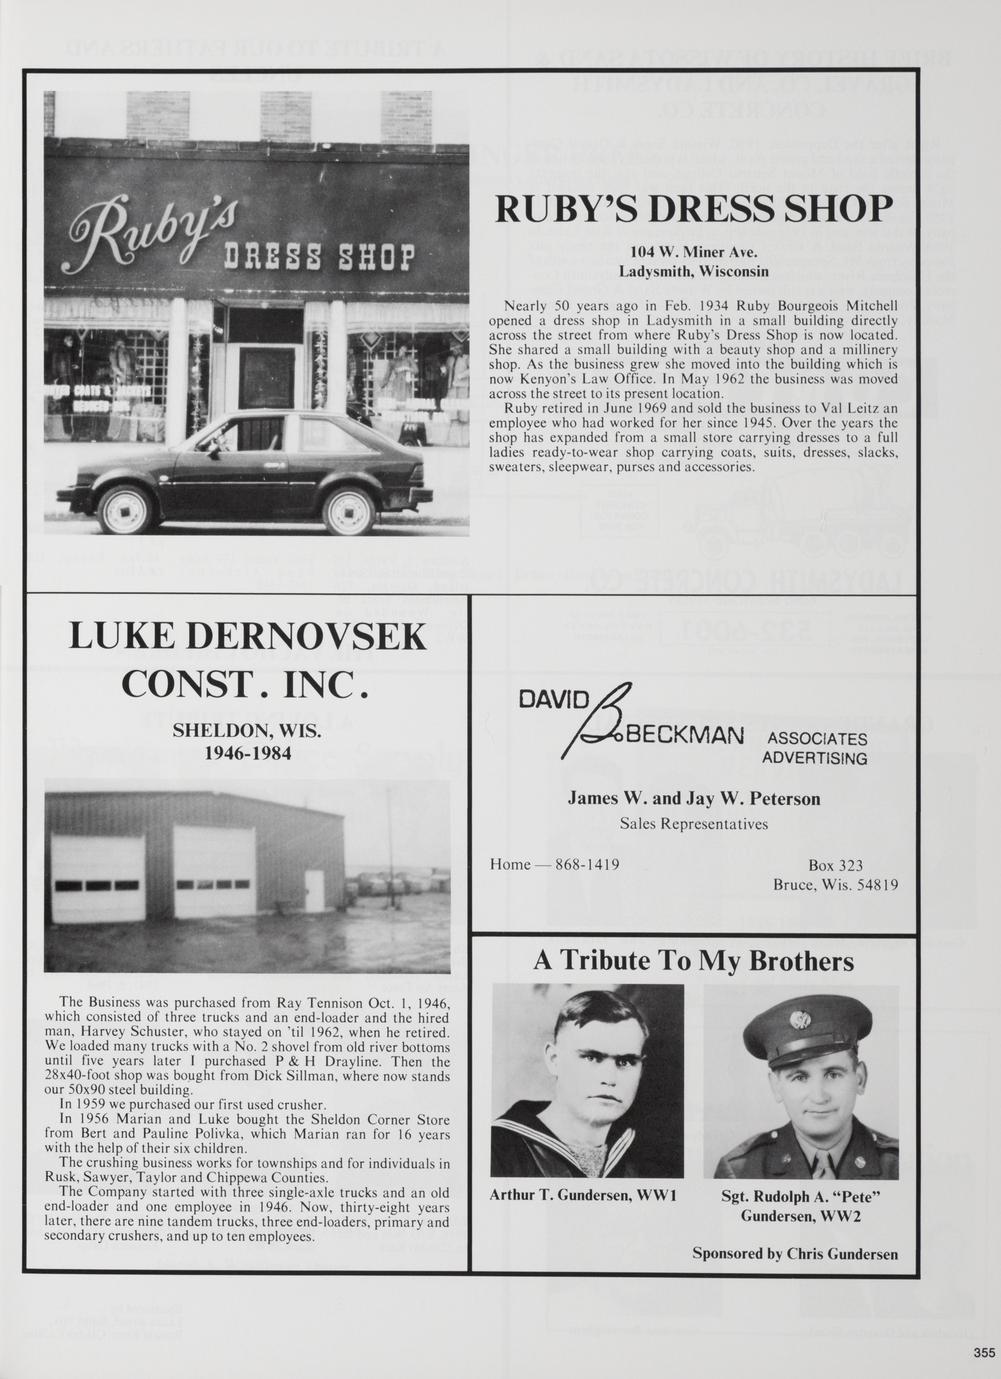 Ruby's
DRESS SHOP
RUBY'S DRESS SHOP
104 W. Miner Ave.
Ladysmith, Wisconsin
Nearly 50 years ago in Feb. 1934 Ruby Bourgeois Mitchell
opened a dress shop in Ladysmith in a small building directly
across the street from where Ruby's Dress Shop is now located.
She shared a small building with a beauty shop and a millinery
shop. As the business grew she moved into the building which is
now Kenyon's Law Office. In May 1962 the business was moved
across the street to its present location.
Ruby retired in June 1969 and sold the business to Val Leitz an
employee who had worked for her since 1945. Over the years the
shop has expanded from a small store carrying dresses to a full
ladies ready-to-wear shop carrying coats, suits, dresses, slacks,
sweaters, sleepwear, purses and accessories.
LUKE DERNOVSEK
CONST. INC.
SHELDON, WIS.
1946-1984
The Business was purchased from Ray Tennison Oct. 1, 1946,
which consisted of three trucks and an end-loader and the hired
man, Harvey Schuster, who stayed on 'til 1962, when he retired.
We loaded many trucks with a No. 2 shovel from old river bottoms
until five years later I purchased P & H Drayline. Then the
28x40-foot shop was bought from Dick Sillman, where now stands
our 50x90 steel building.
In 1959 we purchased our first used crusher.
In 1956 Marian and Luke bought the Sheldon Corner Store
from Bert and Pauline Polivka, which Marian ran for 16 years
with the help of their six children.
The crushing business works for townships and for individuals in
Rusk, Sawyer, Taylor and Chippewa Counties.
The Company started with three single-axle trucks and an old
end-loader and one employee in 1946. Now, thirty-eight years
later, there are nine tandem trucks, three end-loaders, primary and
secondary crushers, and up to ten employees.
DAVID B BECKMAN ASSOCIATES
ADVERTISING
James W. and Jay W. Peterson
Sales Representatives
Home — 868-1419
Box 323
Bruce, Wis. 54819
A Tribute To My Brothers
Arthur T. Gundersen, WW1
Sgt. Rudolph A. "Pete"
Gundersen, WW2
Sponsored by Chris Gundersen
355